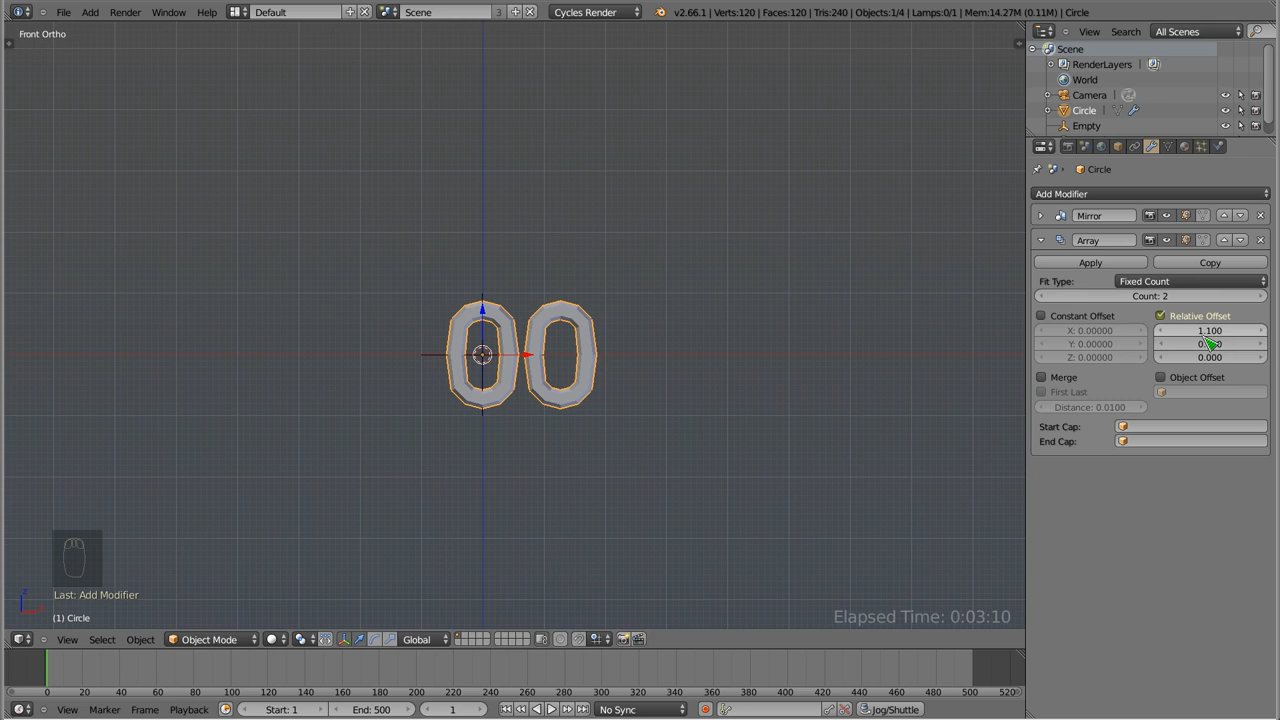 File Add Render Window Help Default Scene 3 Cycles Render v2.66.1 | Verts:120 | Faces:120 | Tris:240 | Objects:1/4 | Lamps:0/1 | Mem:14.27M (0.11M) | Circle
Front Ortho
View Search All Scenes
Scene
RenderLayers
World
Camera
Circle
Empty
Circle
Add Modifier
Mirror
Array
Apply Copy
Fit Type: Fixed Count
Count: 2
Constant Offset Relative Offset
X: 0.00000 1.100
Y: 0.00000
Z: 0.00000 0.000
Merge Object Offset
First Last
Distance: 0.0100
Start Cap:
End Cap:
Last: Add Modifier
(1) Circle
Elapsed Time: 0:03:10
View Select Object Object Mode Global
0 20 40 60 80 100 120 140 160 180 200 220 240 260 280 300 320 340 360 380 400 420 440 460 480 500 520
View Marker Frame Playback Start: 1 End: 500 1 No Sync Jog/Shuttle